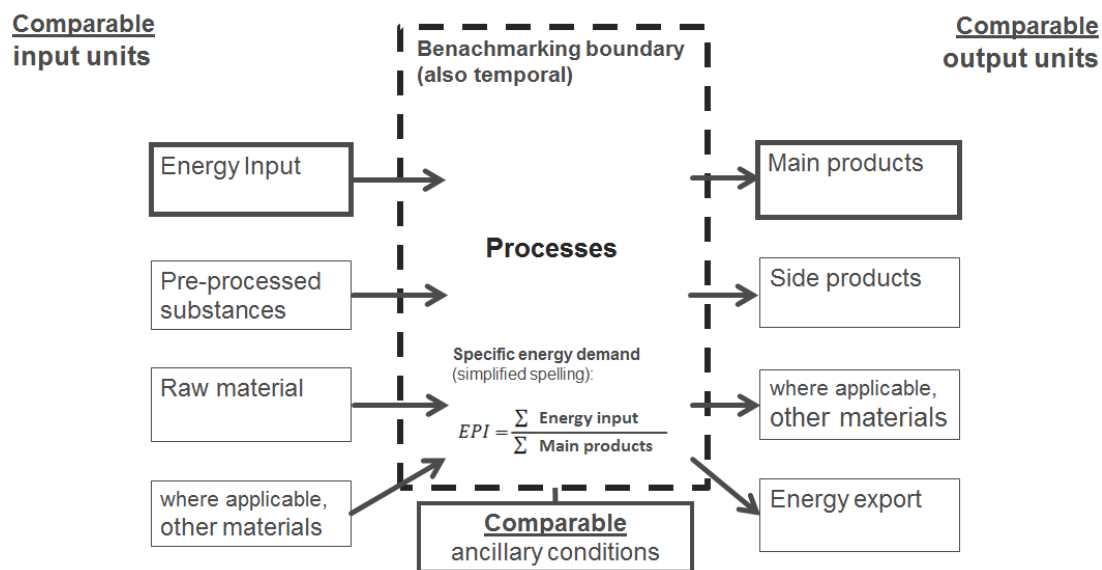 Comparable
input units
Benachmarking boundary
(also temporal)
Comparable
output units
Energy Input
Main products
Processes
Pre-processed
substances
Side products
Specific energy demand
(simplified spelling):
Raw material
where applicable,
other materials
EPI = ∑ Energy input
∑ Main products
where applicable,
other materials
Energy export
Comparable
ancillary conditions